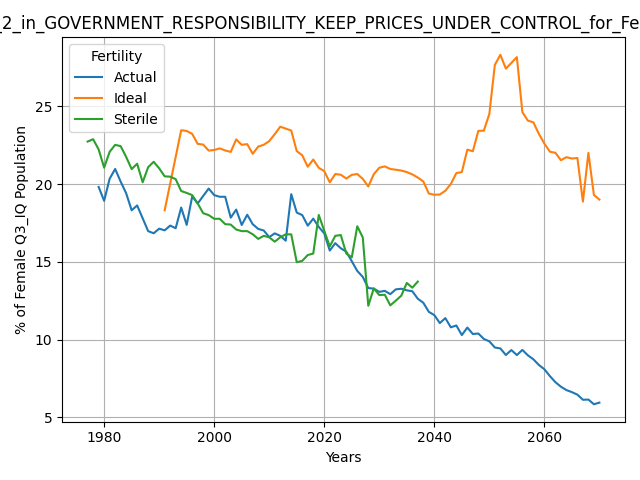 _2_in_GOVERNMENT_RESPONSIBILITY_KEEP_PRICES_UNDER_CONTROL_for_Fe
Fertility
Actual
Ideal
Sterile
% of Female Q3_IQ Population
25
20
15
10
5
1980 2000 2020 2040 2060
Years